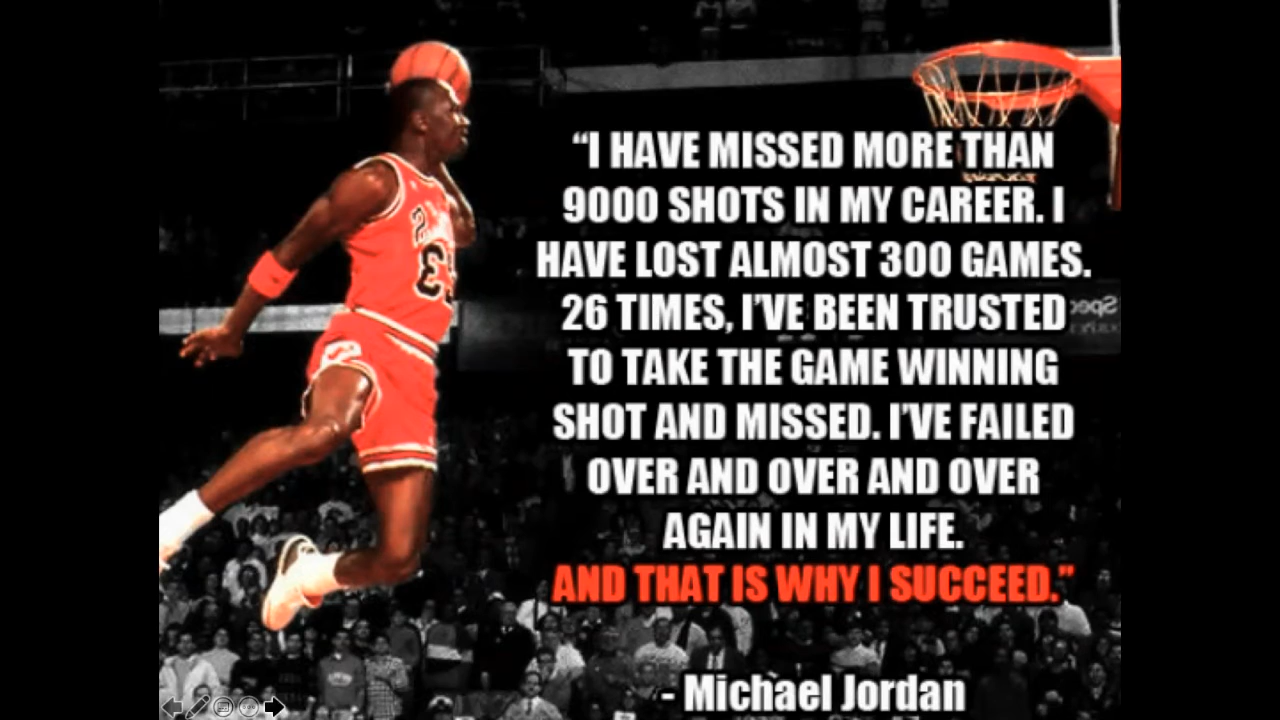 “I HAVE MISSED MORE THAN
9000 SHOTS IN MY CAREER. I
HAVE LOST ALMOST 300 GAMES.
26 TIMES, I’VE BEEN TRUSTED
TO TAKE THE GAME WINNING
SHOT AND MISSED. I’VE FAILED
OVER AND OVER AND OVER
AGAIN IN MY LIFE.
AND THAT IS WHY I SUCCEED.”
- Michael Jordan